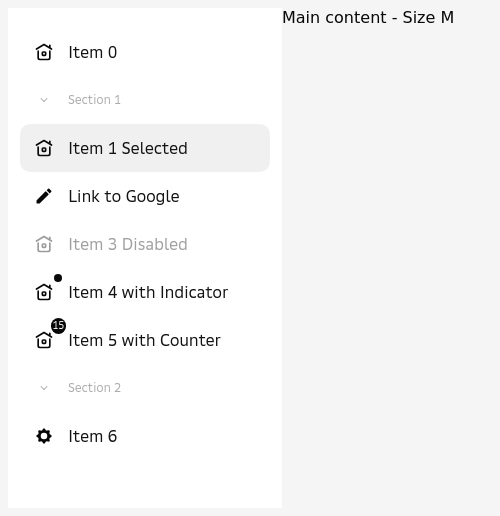 Main content - Size M
Item 0
Section 1
Item 1 Selected
Link to Google
Item 3 Disabled
Item 4 with Indicator
15
Item 5 with Counter
Section 2
Item 6